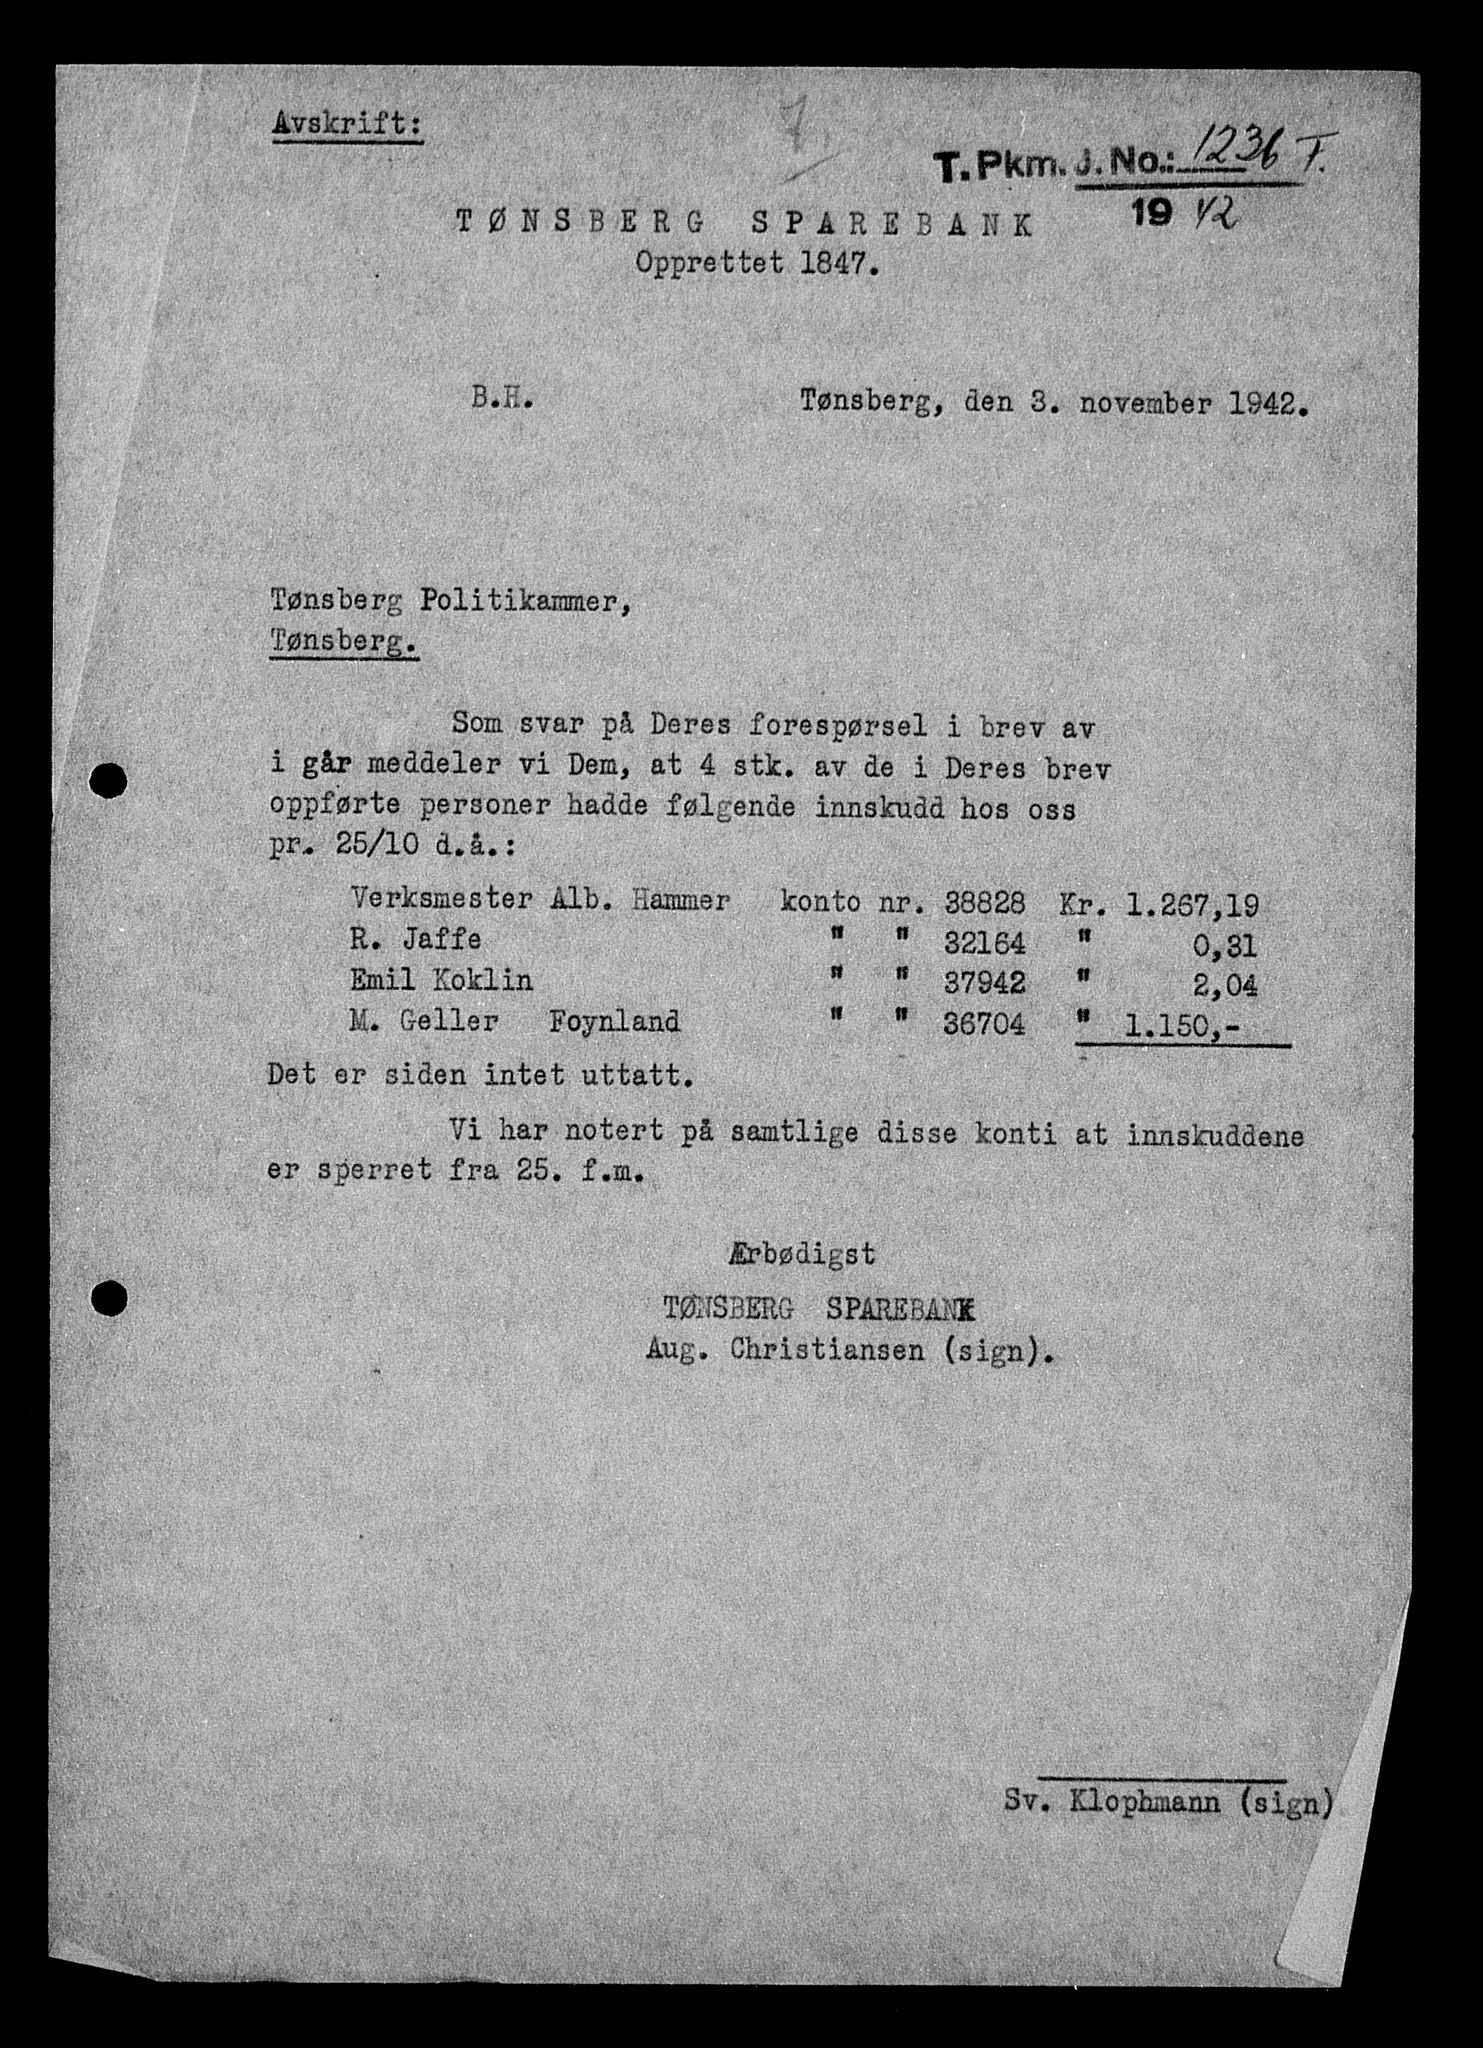 Avskrift:
7.
T. Pkm. J. No.: 1236 I.
1942
TØNSBERG SPAREBANK
Opprettet 1847.
B.H. Tønsberg, den 3. november 1942.
Tønsberg Politikammer,
Tønsberg.
Som svar på Deres forespørsel i brev av
i går meddeler vi Dem, at 4 stk. av de i Deres brev
oppførte personer hadde følgende innskudd hos oss
pr. 25/10 d.å.:
Verksmester Alb. Hammer konto nr. 38828 Kr. 1.267,19
R. Jaffe " " 32164 " 0,31
Emil Koklin " " 37942 " 2,04
M. Geller Foynland " " 36704 " 1.150,-
Det er siden intet uttatt.
Vi har notert på samtlige disse konti at innskuddene
er sperret fra 25. f.m.
Ærbødigst
TØNSBERG SPAREBANK
Aug. Christiansen (sign).
Sv. Klophmann (sign)